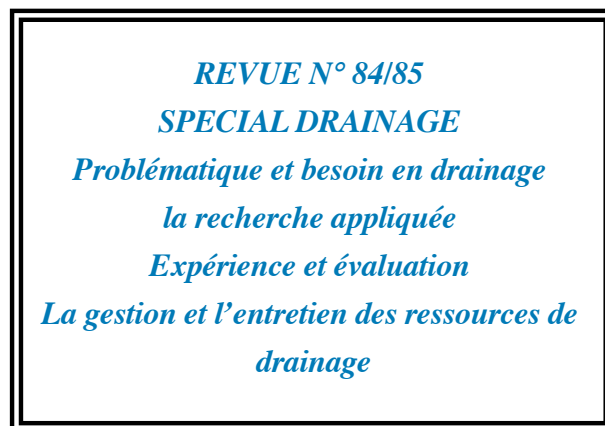 REVUE N° 84/85
SPECIAL DRAINAGE
Problématique et besoin en drainage
la recherche appliquée
Expérience et évaluation
La gestion et l'entretien des ressources de
drainage